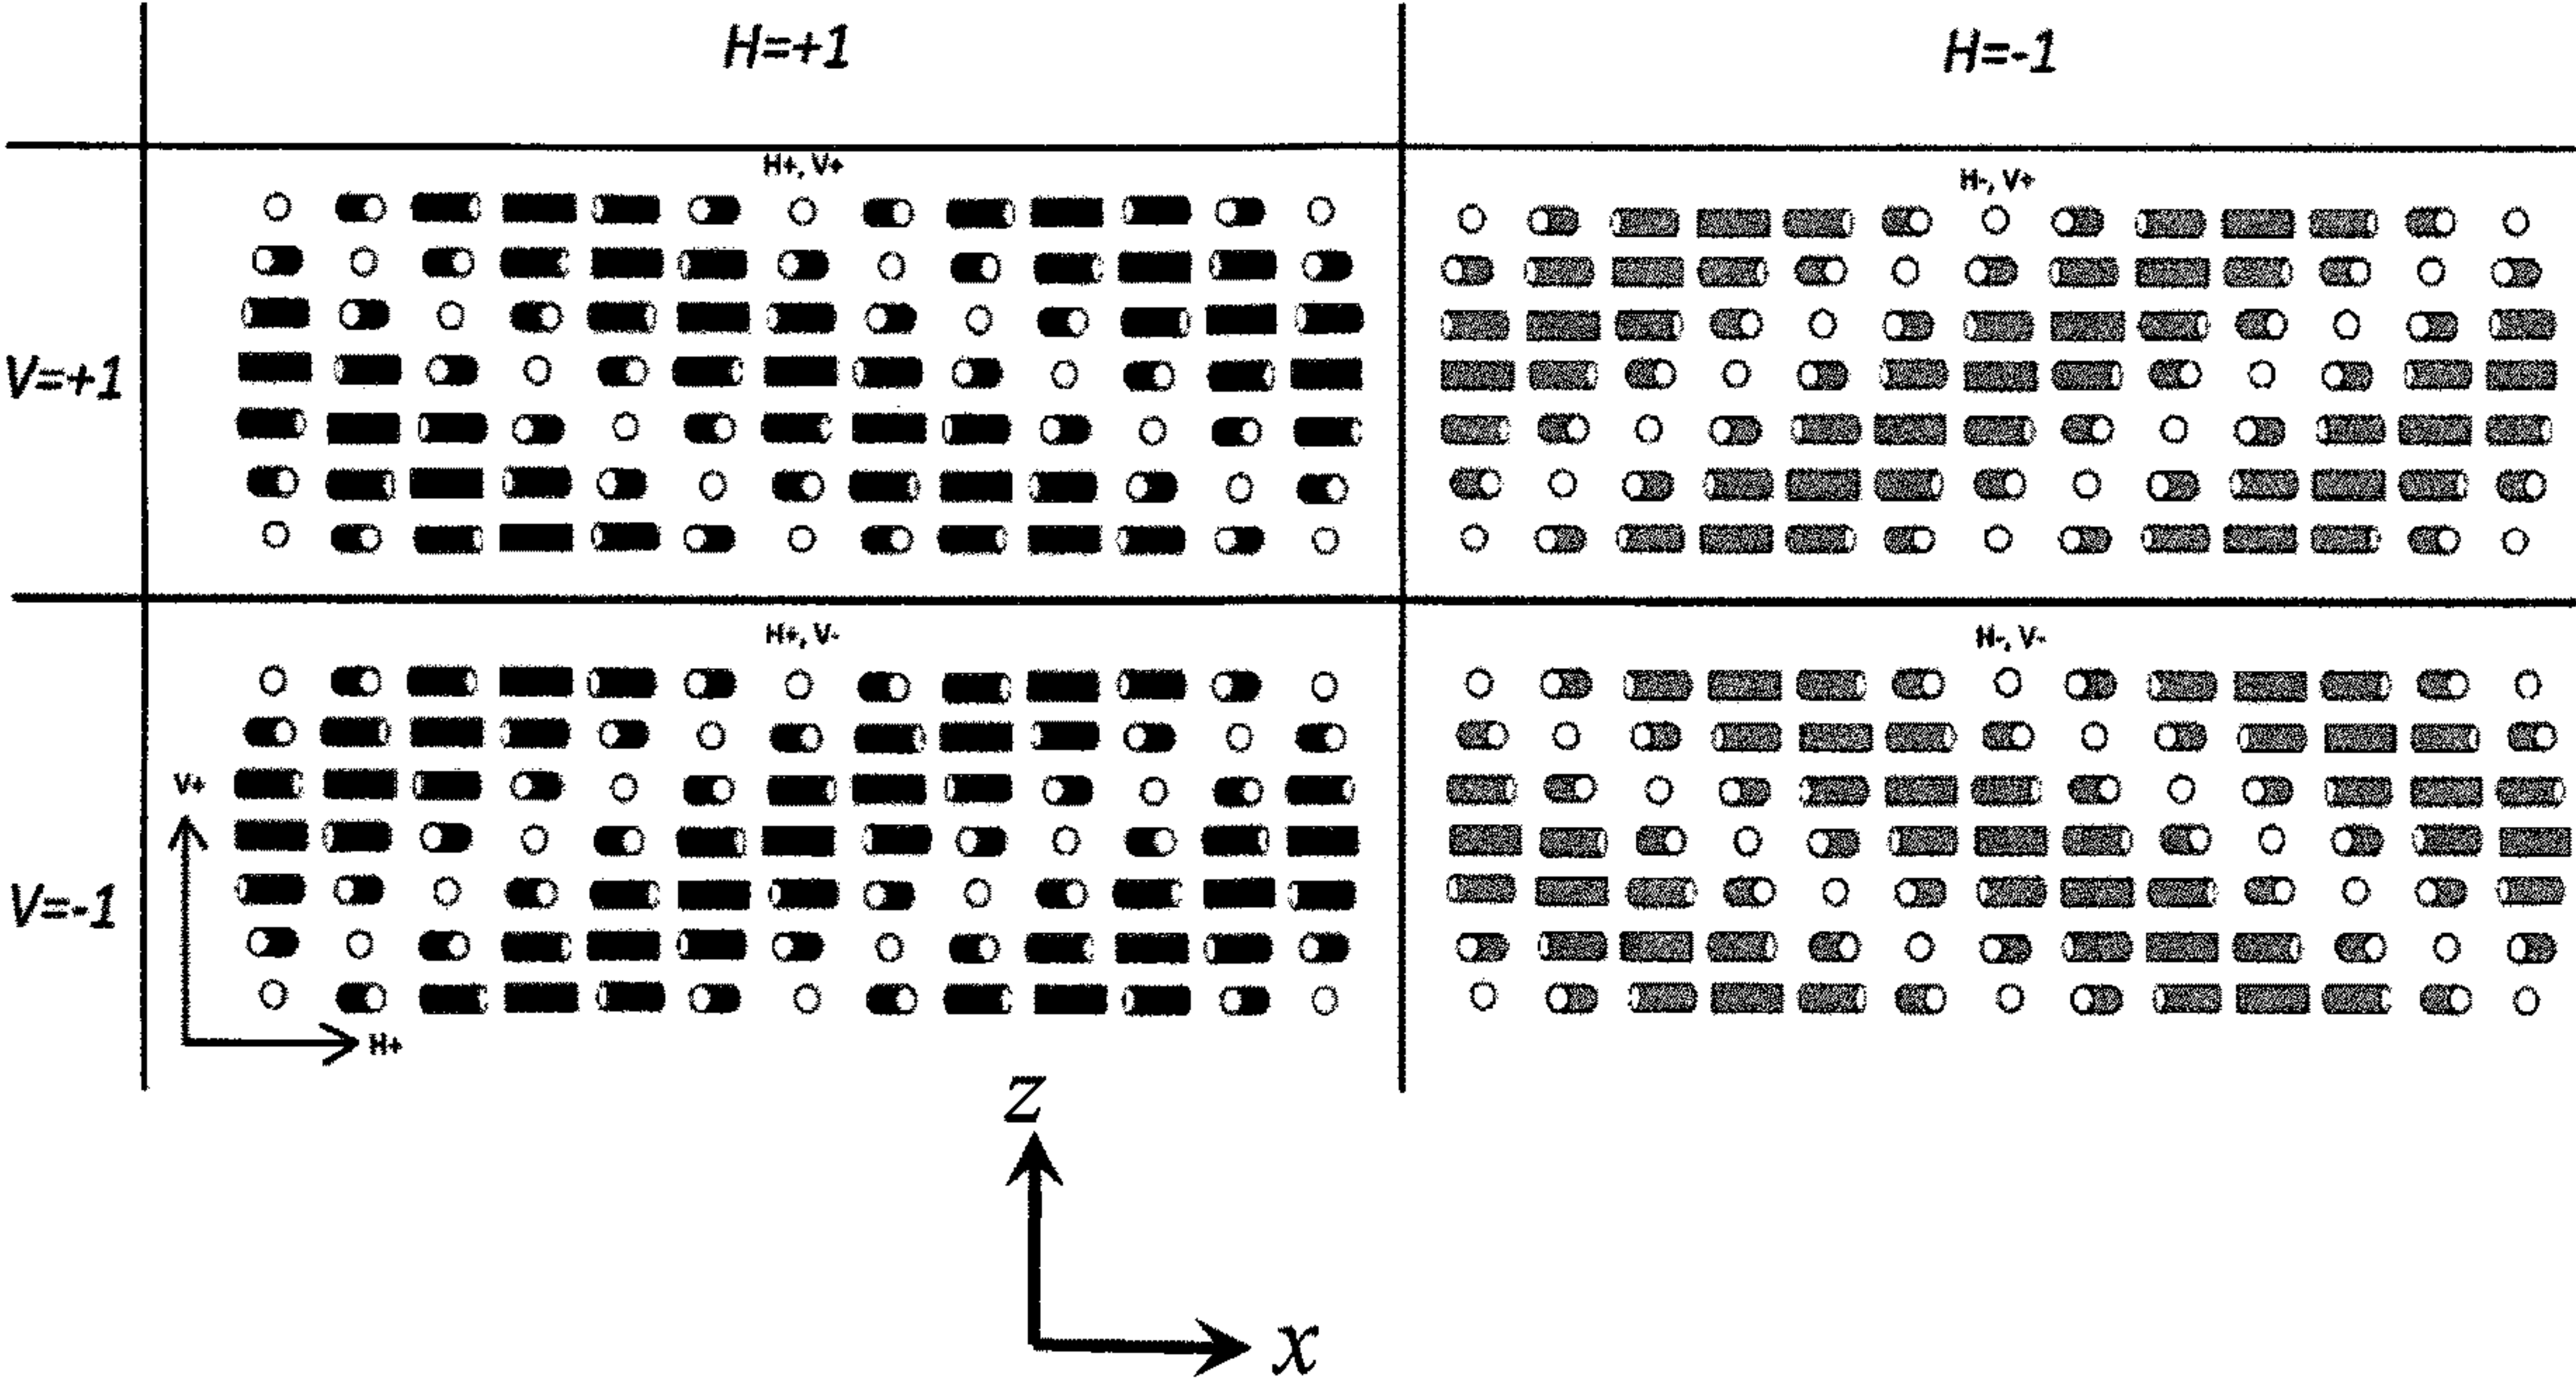 H=+1
H=-1
V=+1
H+, V+
H-, V+
V=-1
H+, V-
H-, V-
V+
H+
z
x